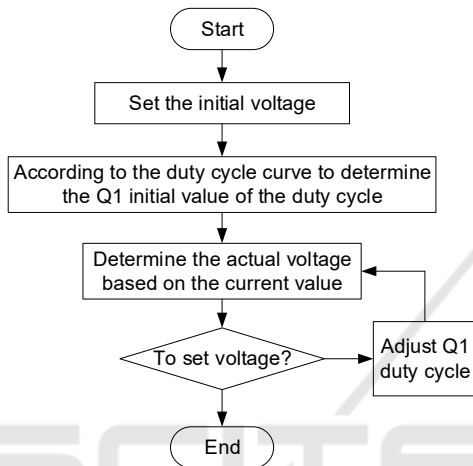 Start
Set the initial voltage
According to the duty cycle curve to determine
the Q1 initial value of the duty cycle
Determine the actual voltage
based on the current value
To set voltage?
Adjust Q1
duty cycle
End